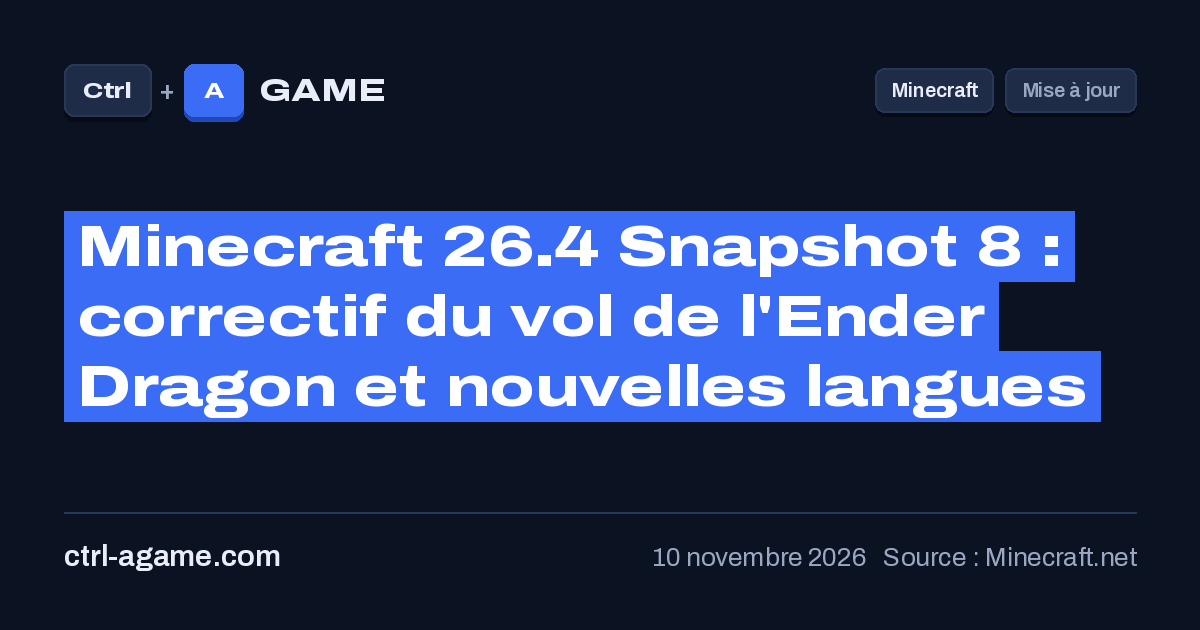 Ctrl + A GAME
Minecraft Mise à jour
Minecraft 26.4 Snapshot 8 :
correctif du vol de l'Ender
Dragon et nouvelles langues
ctrl-agame.com
10 novembre 2026 Source : Minecraft.net